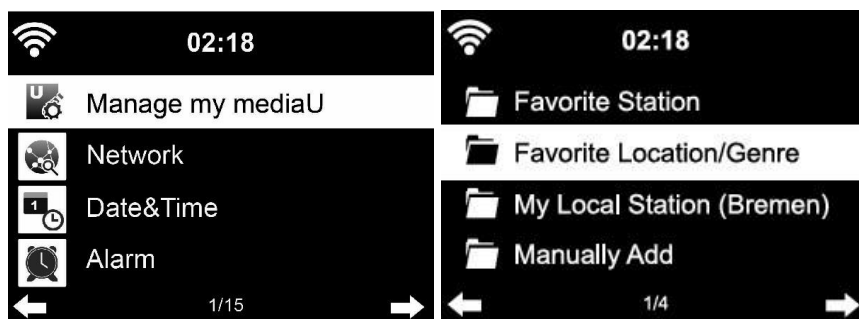 02:18
U
Manage my mediaU
Network
1
Date&Time
Alarm
1/15
02:18
Favorite Station
Favorite Location/Genre
My Local Station (Bremen)
Manually Add
1/4